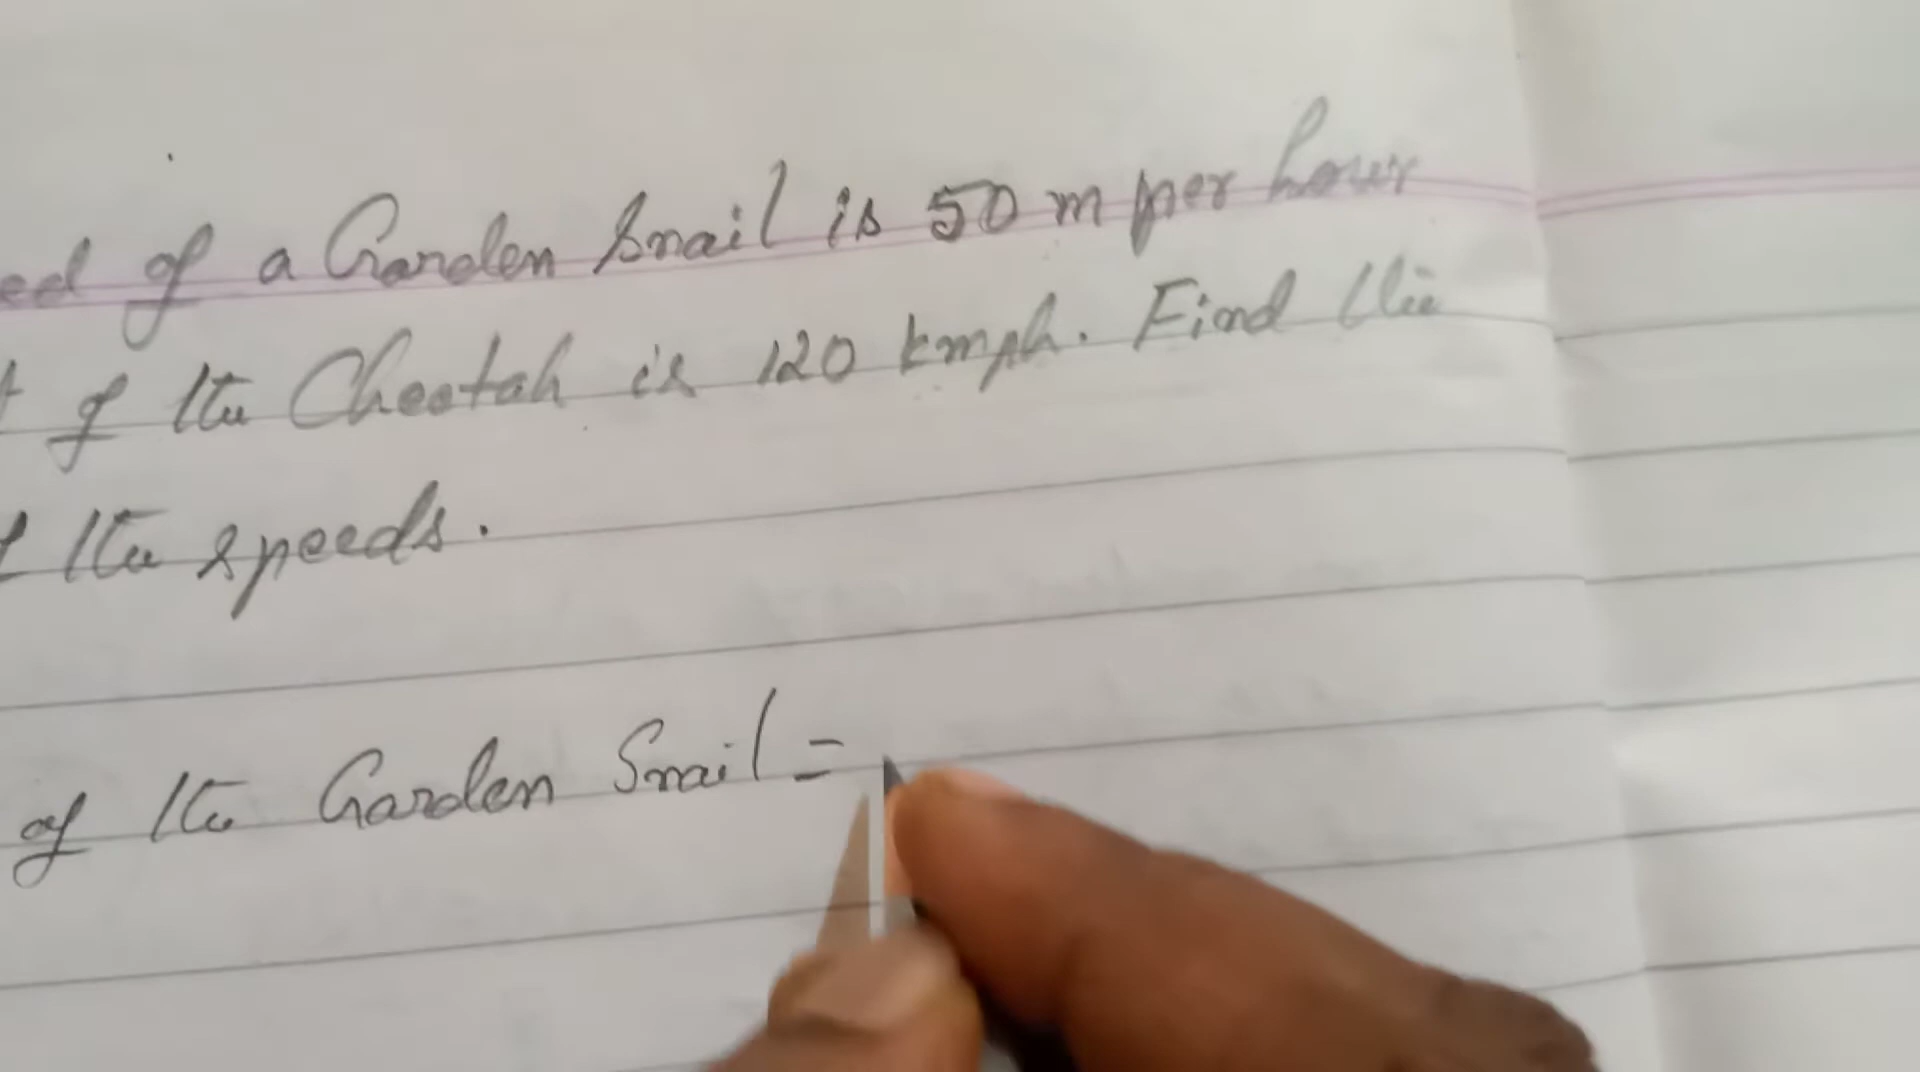 ed of a Garden Snail is 50 m per hour
of the Cheetah is 120 kmph. Find the
the speeds.
of the Garden Snail =